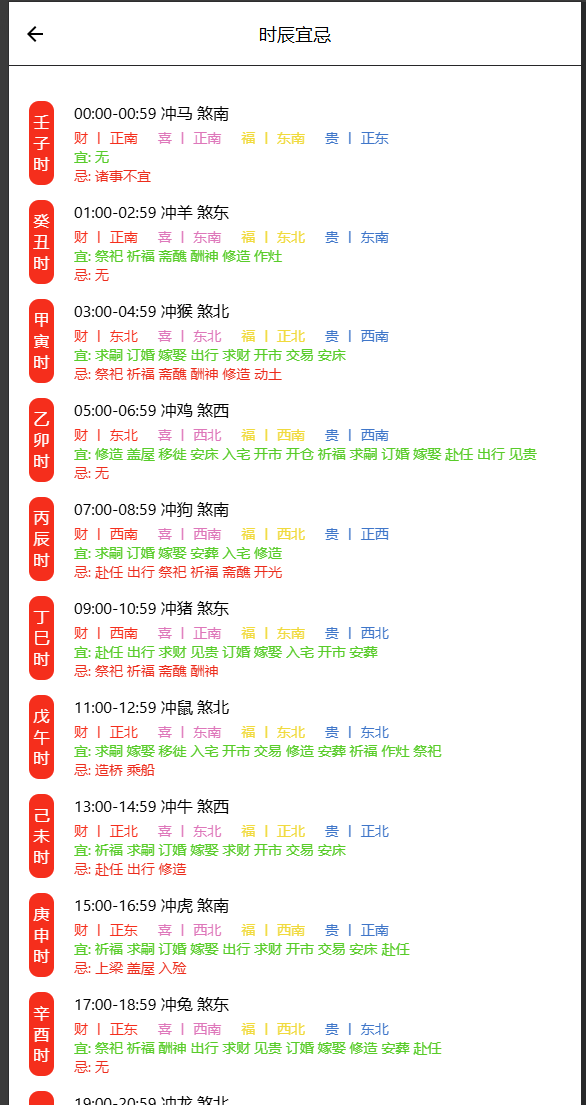 时辰宜忌
壬子时
00:00-00:59 冲马 煞南
财 | 正南 喜 | 正南 福 | 东南 贵 | 正东
宜: 无
忌: 诸事不宜
癸丑时
01:00-02:59 冲羊 煞东
财 | 正南 喜 | 东南 福 | 东北 贵 | 东南
宜: 祭祀 祈福 斋醮 酬神 修造 作灶
忌: 无
甲寅时
03:00-04:59 冲猴 煞北
财 | 东北 喜 | 东北 福 | 正北 贵 | 西南
宜: 求嗣 订婚 嫁娶 出行 求财 开市 交易 安床
忌: 祭祀 祈福 斋醮 酬神 修造 动土
乙卯时
05:00-06:59 冲鸡 煞西
财 | 东北 喜 | 西北 福 | 西南 贵 | 西南
宜: 修造 盖屋 移徙 安床 入宅 开市 开仓 祈福 求嗣 订婚 嫁娶 赴任 出行 见贵
忌: 无
丙辰时
07:00-08:59 冲狗 煞南
财 | 西南 喜 | 西南 福 | 西北 贵 | 正西
宜: 求嗣 订婚 嫁娶 安葬 入宅 修造
忌: 赴任 出行 祭祀 祈福 斋醮 开光
丁巳时
09:00-10:59 冲猪 煞东
财 | 西南 喜 | 正南 福 | 东南 贵 | 西北
宜: 赴任 出行 求财 见贵 订婚 嫁娶 入宅 开市 安葬
忌: 祭祀 祈福 斋醮 酬神
戊午时
11:00-12:59 冲鼠 煞北
财 | 正北 喜 | 东南 福 | 东北 贵 | 东北
宜: 求嗣 嫁娶 移徙 入宅 开市 交易 修造 安葬 祈福 作灶 祭祀
忌: 造桥 乘船
己未时
13:00-14:59 冲牛 煞西
财 | 正北 喜 | 东北 福 | 正北 贵 | 正北
宜: 祈福 求嗣 订婚 嫁娶 求财 开市 交易 安床
忌: 赴任 出行 修造
庚申时
15:00-16:59 冲虎 煞南
财 | 正东 喜 | 西北 福 | 西南 贵 | 正南
宜: 祈福 求嗣 订婚 嫁娶 出行 求财 开市 交易 安床 赴任
忌: 上梁 盖屋 入殓
辛酉时
17:00-18:59 冲兔 煞东
财 | 正东 喜 | 西南 福 | 西北 贵 | 东北
宜: 祭祀 祈福 酬神 出行 求财 见贵 订婚 嫁娶 修造 安葬 赴任
忌: 无
19:00-20:59 冲龙 煞北